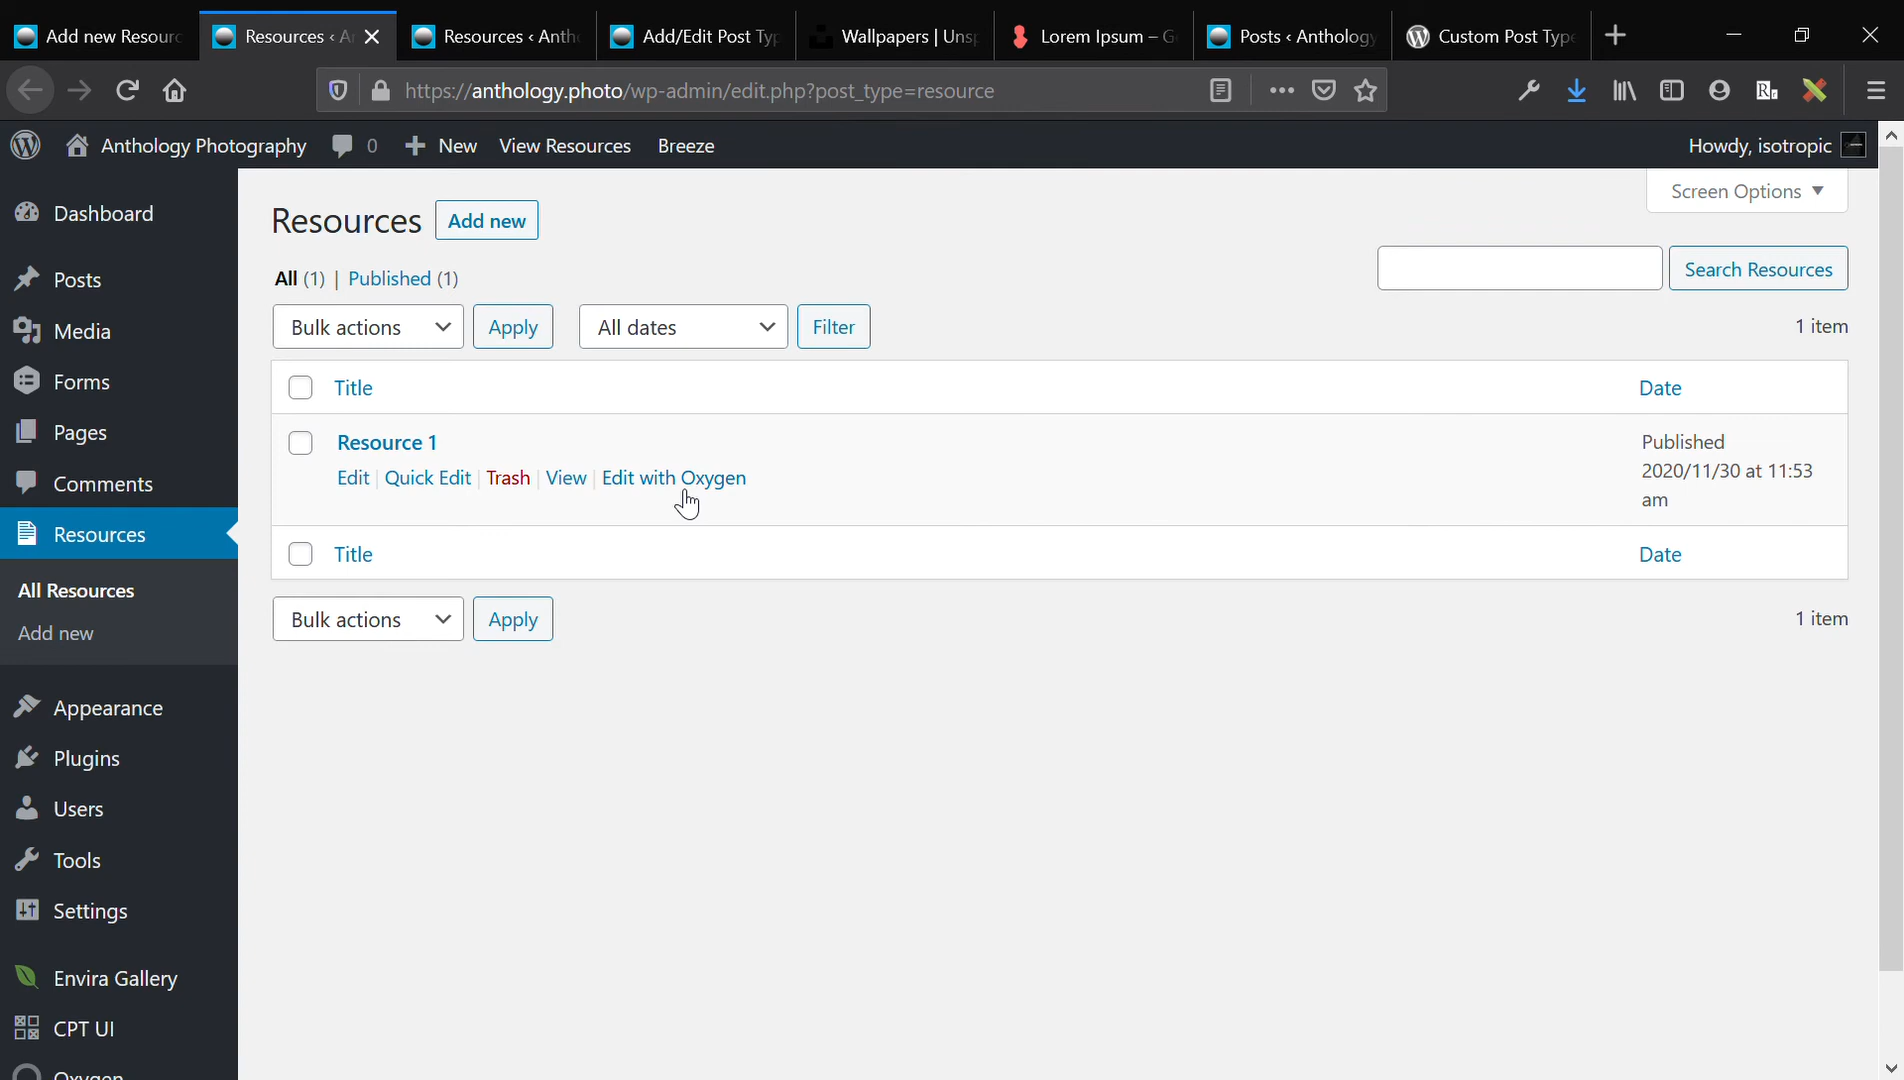 Add new Resourc
Resources ‹ A
Resources ‹ Anth
Add/Edit Post Typ
Wallpapers | Uns
Lorem Ipsum – G
Posts ‹ Anthology
Custom Post Type
https://anthology.photo/wp-admin/edit.php?post_type=resource
Anthology Photography 0 New View Resources Breeze Howdy, isotropic
Screen Options
Dashboard
Posts
Media
Forms
Pages
Comments
Resources
All Resources
Add new
Appearance
Plugins
Users
Tools
Settings
Envira Gallery
CPT UI
Oxygen
Resources Add new
All (1) | Published (1)
Search Resources
Bulk actions Apply All dates Filter 1 item
Title Date
Resource 1 Published
Edit | Quick Edit | Trash | View | Edit with Oxygen 2020/11/30 at 11:53
am
Title Date
Bulk actions Apply 1 item